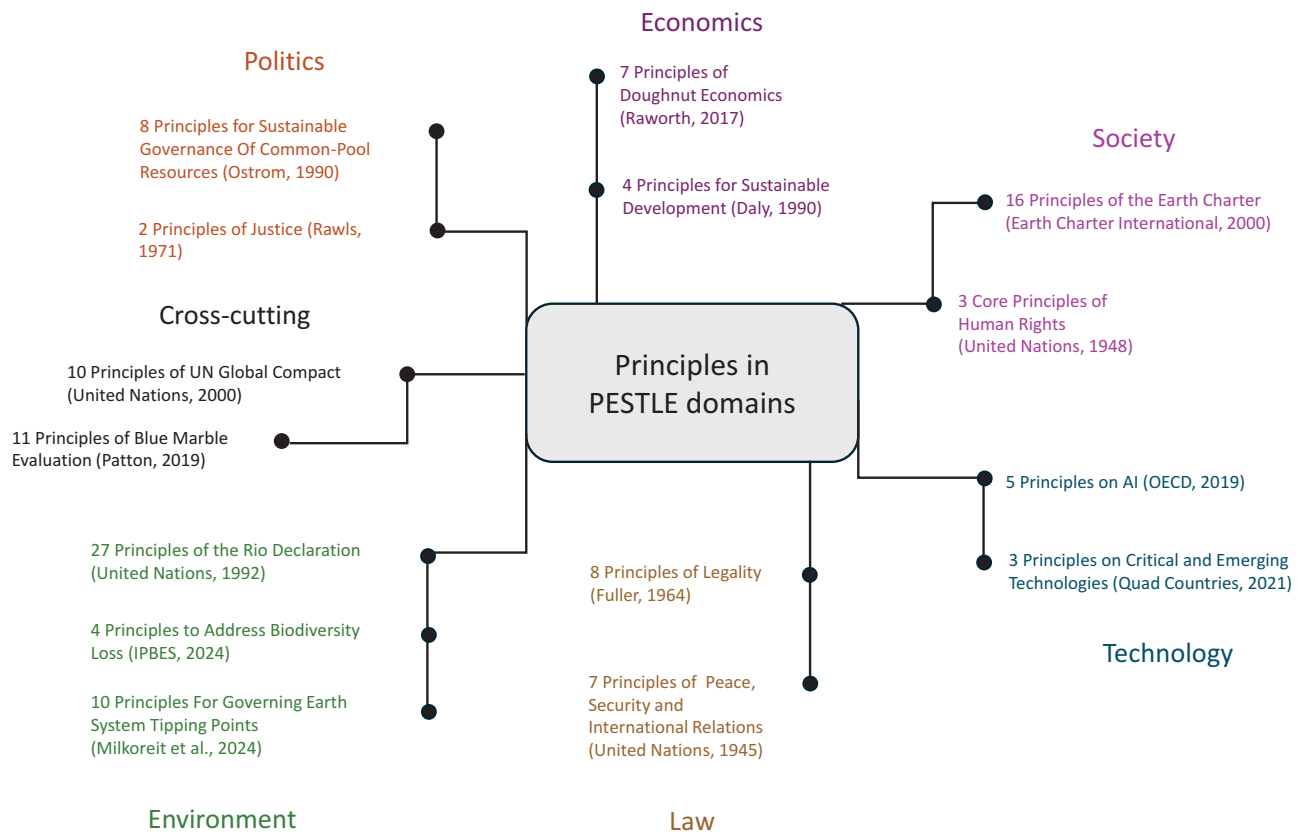 Economics
7 Principles of
Doughnut Economics
(Raworth, 2017)
4 Principles for Sustainable
Development (Daly, 1990)
Politics
8 Principles for Sustainable
Governance Of Common-Pool
Resources (Ostrom, 1990)
2 Principles of Justice (Rawls,
1971)
Society
16 Principles of the Earth Charter
(Earth Charter International, 2000)
3 Core Principles of
Human Rights
(United Nations, 1948)
Cross-cutting
10 Principles of UN Global Compact
(United Nations, 2000)
11 Principles of Blue Marble
Evaluation (Patton, 2019)
Principles in
PESTLE domains
5 Principles on AI (OECD, 2019)
3 Principles on Critical and Emerging
Technologies (Quad Countries, 2021)
Technology
27 Principles of the Rio Declaration
(United Nations, 1992)
4 Principles to Address Biodiversity
Loss (IPBES, 2024)
10 Principles For Governing Earth
System Tipping Points
(Milkoreit et al., 2024)
Environment
8 Principles of Legality
(Fuller, 1964)
7 Principles of Peace,
Security and
International Relations
(United Nations, 1945)
Law